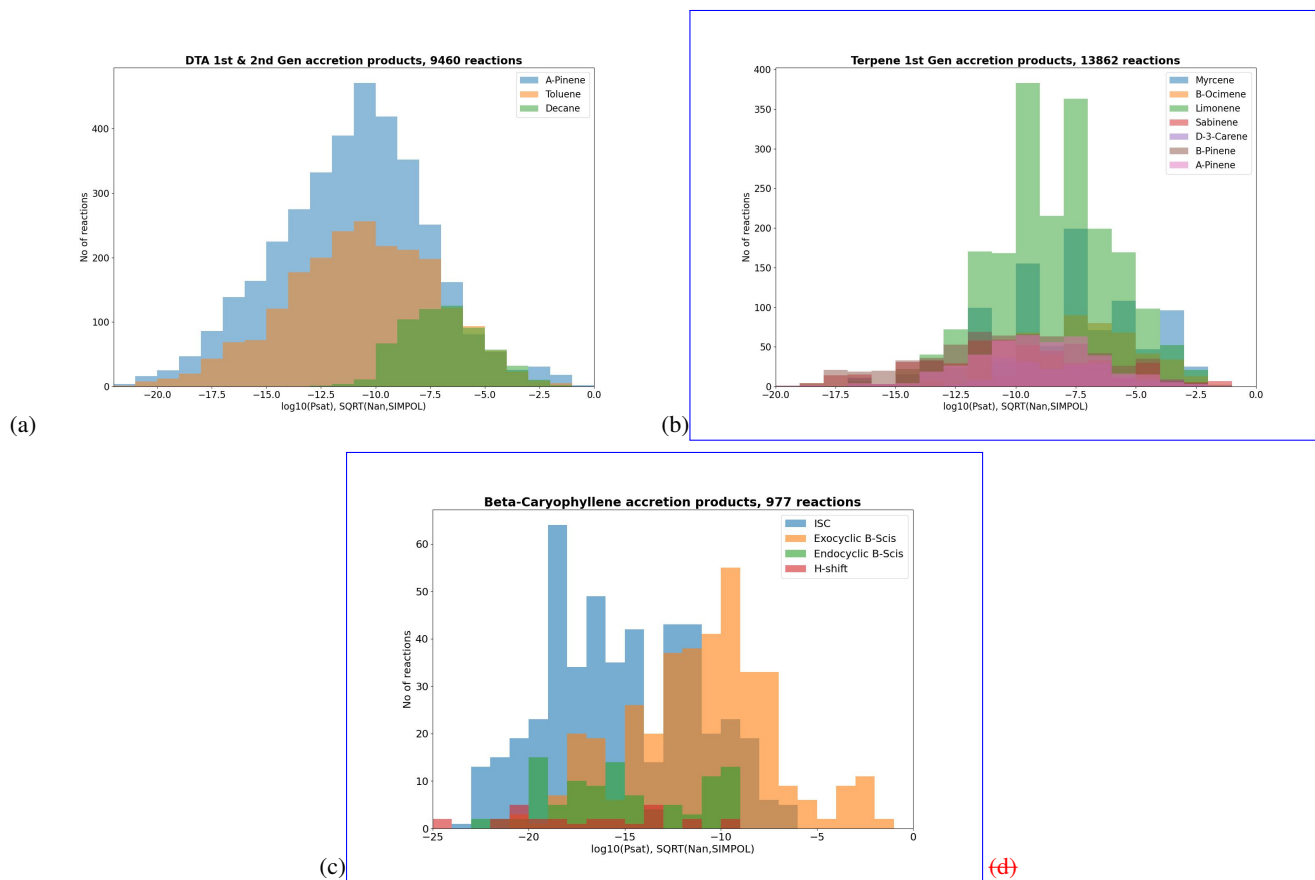 DTA 1st & 2nd Gen accretion products, 9460 reactions
A-Pinene
Toluene
Decane
No of reactions
400
300
200
100
0
−20.0 −17.5 −15.0 −12.5 −10.0 −7.5 −5.0 −2.5 0.0
log10(Psat), SQRT(Nan,SIMPOL)
(a)
Terpene 1st Gen accretion products, 13862 reactions
Myrcene
B-Ocimene
Limonene
Sabinene
D-3-Carene
B-Pinene
A-Pinene
No of reactions
400
350
300
250
200
150
100
50
0
−20.0 −17.5 −15.0 −12.5 −10.0 −7.5 −5.0 −2.5 0.0
log10(Psat), SQRT(Nan,SIMPOL)
(b)
Beta-Caryophyllene accretion products, 977 reactions
ISC
Exocyclic B-Scis
Endocyclic B-Scis
H-shift
No of reactions
60
50
40
30
20
10
0
−25 −20 −15 −10 −5 0
log10(Psat), SQRT(Nan,SIMPOL)
(c)
(d)